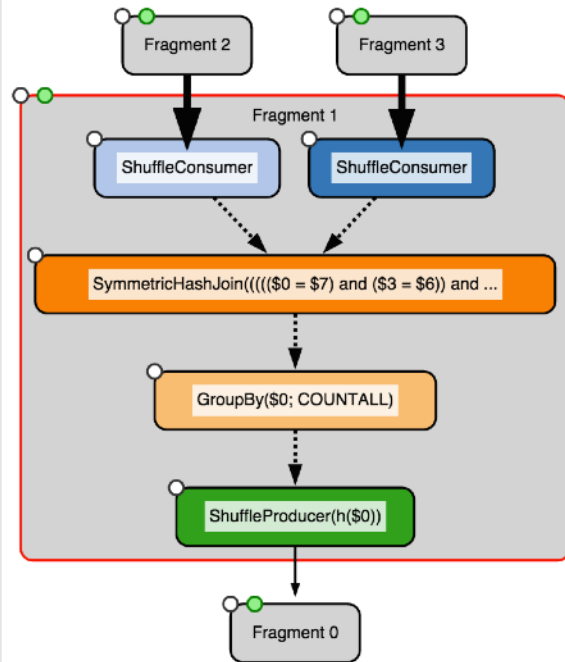 Fragment 2
Fragment 3
Fragment 1
ShuffleConsumer
ShuffleConsumer
SymmetricHashJoin((((($0 = $7) and ($3 = $6)) and ...
GroupBy($0; COUNTALL)
ShuffleProducer(h($0))
Fragment 0